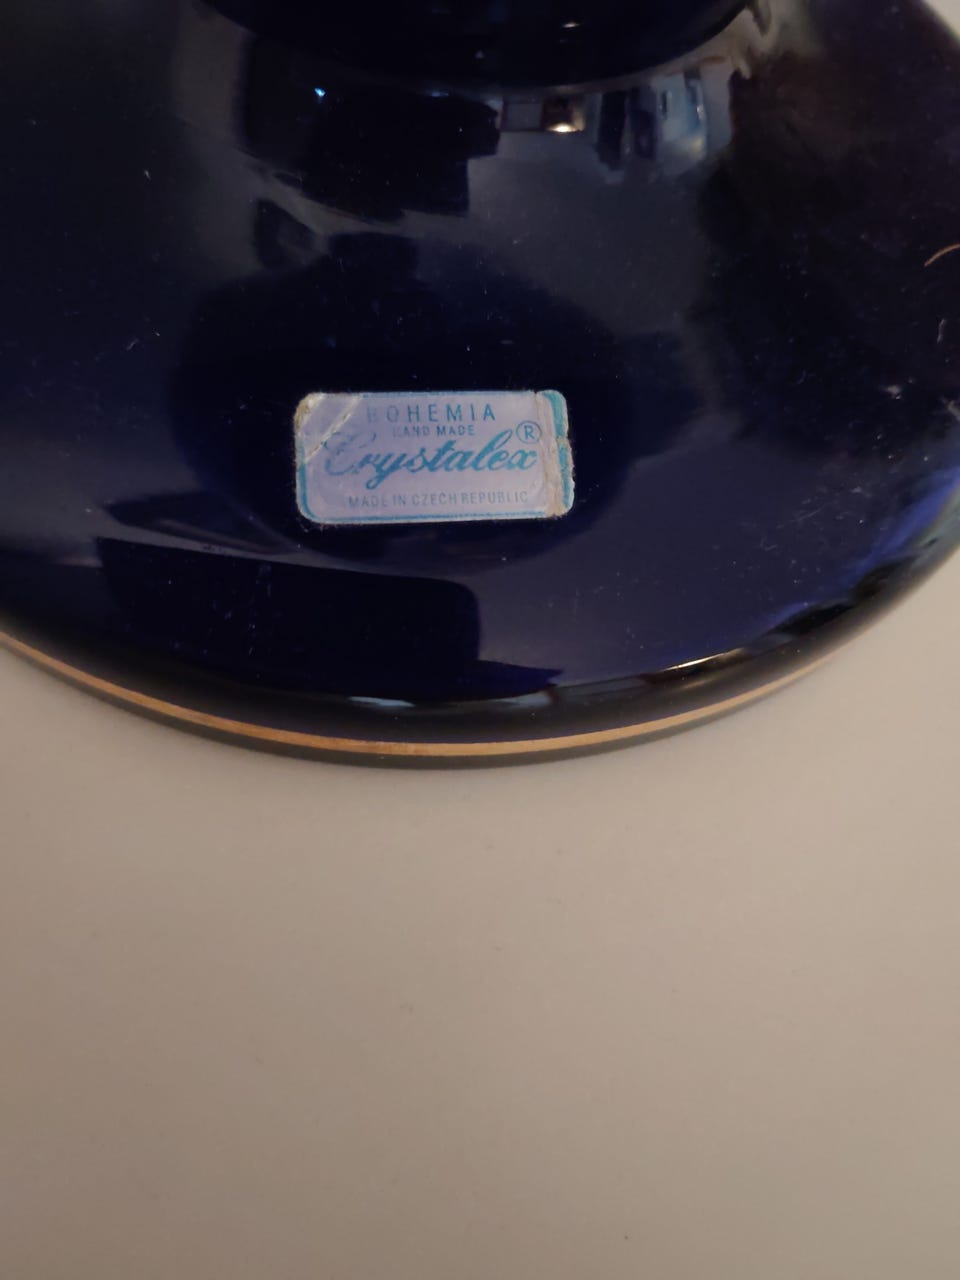 BOHEMIA
HAND MADE
Crystalex ®
MADE IN CZECH REPUBLIC